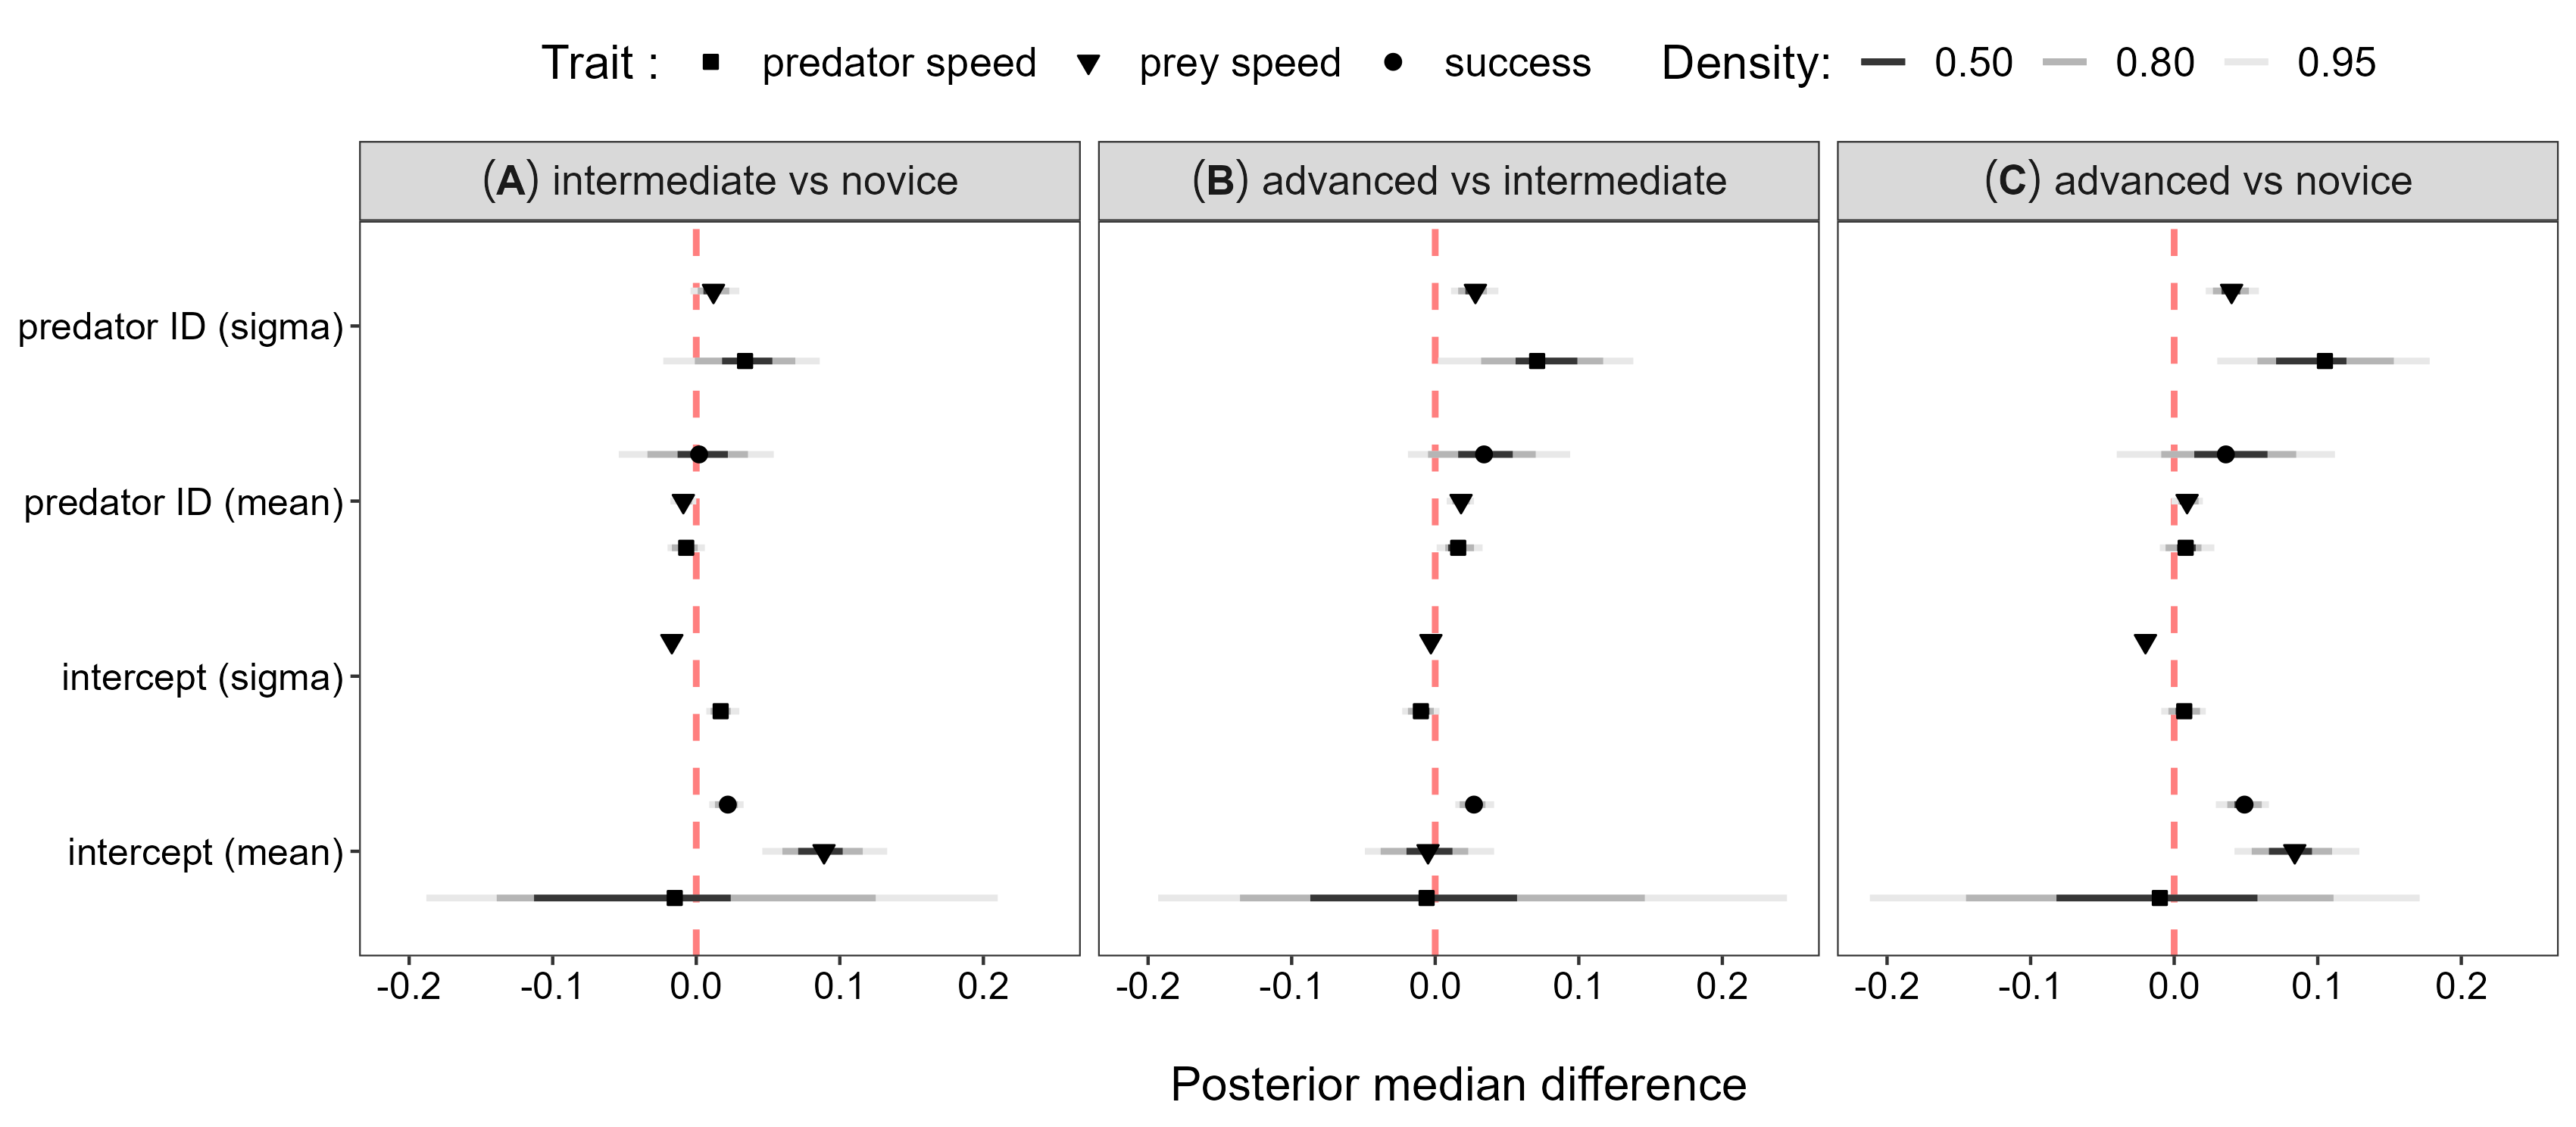 Trait : predator speed prey speed success Density: 0.50 0.80 0.95
(A) intermediate vs novice (B) advanced vs intermediate (C) advanced vs novice
predator ID (sigma)
predator ID (mean)
intercept (sigma)
intercept (mean)
-0.2 -0.1 0.0 0.1 0.2 -0.2 -0.1 0.0 0.1 0.2 -0.2 -0.1 0.0 0.1 0.2
Posterior median difference